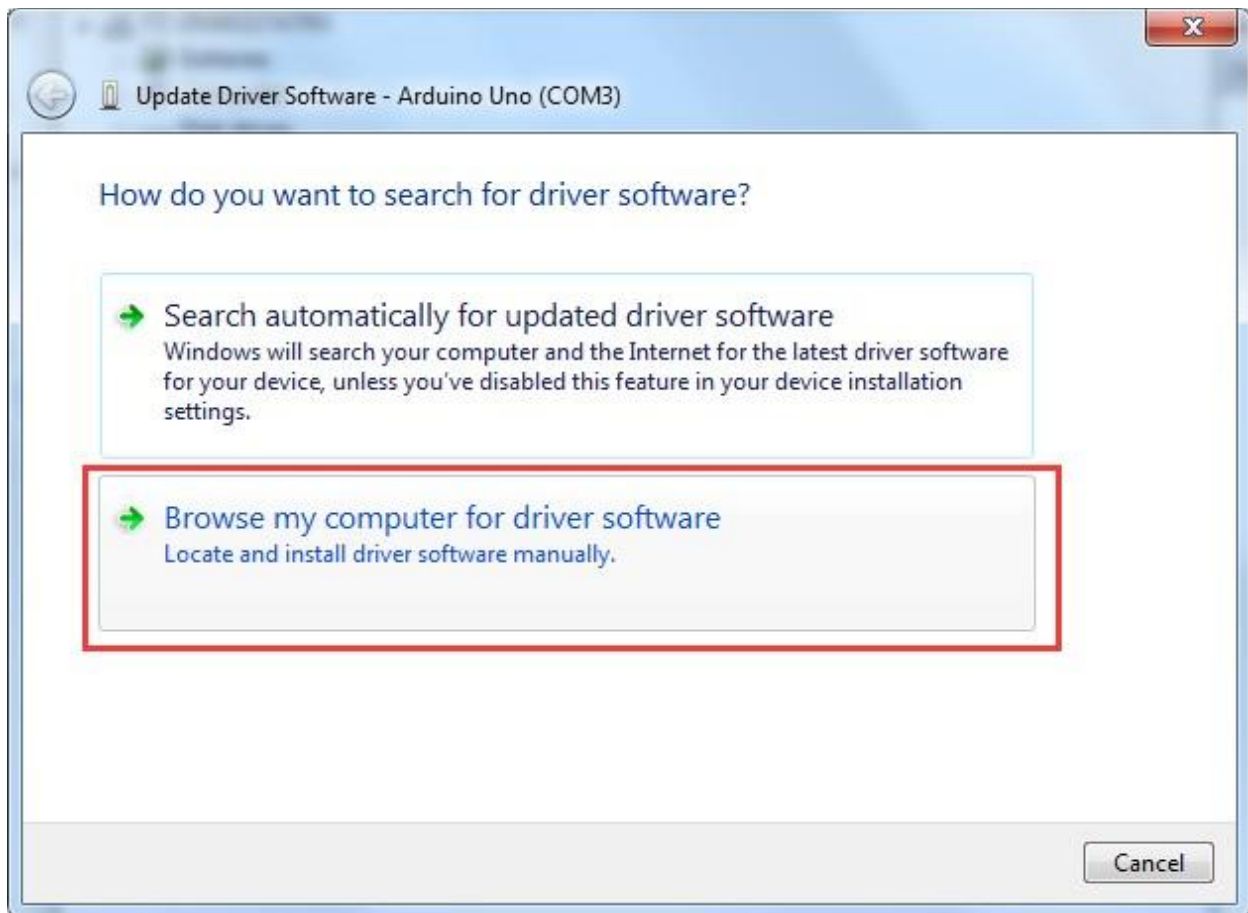 Update Driver Software - Arduino Uno (COM3)
How do you want to search for driver software?
Search automatically for updated driver software
Windows will search your computer and the Internet for the latest driver software
for your device, unless you've disabled this feature in your device installation
settings.
Browse my computer for driver software
Locate and install driver software manually.
Cancel